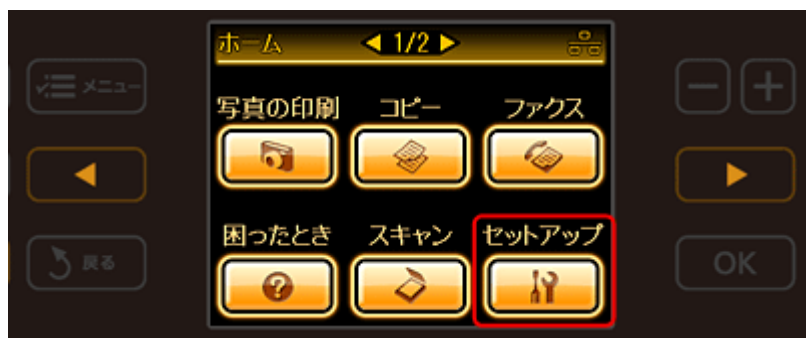 ホーム ◀ 1/2 ▶
メニュー
写真の印刷 コピー ファクス
困ったとき スキャン セットアップ
戻る
OK